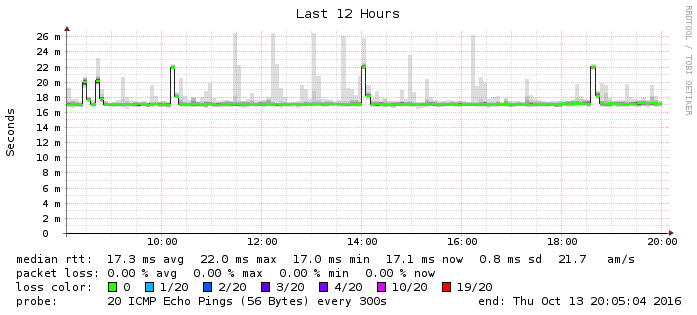 Last 12 Hours
RRDTOOL / TOBI OETIKER
Seconds
26 m
24 m
22 m
20 m
18 m
16 m
14 m
12 m
10 m
8 m
6 m
4 m
2 m
0
10:00 12:00 14:00 16:00 18:00 20:00
median rtt: 17.3 ms avg 22.0 ms max 17.0 ms min 17.1 ms now 0.8 ms sd 21.7 am/s
packet loss: 0.00 % avg 0.00 % max 0.00 % min 0.00 % now
loss color: 0 1/20 2/20 3/20 4/20 10/20 19/20
probe: 20 ICMP Echo Pings (56 Bytes) every 300s end: Thu Oct 13 20:05:04 2016